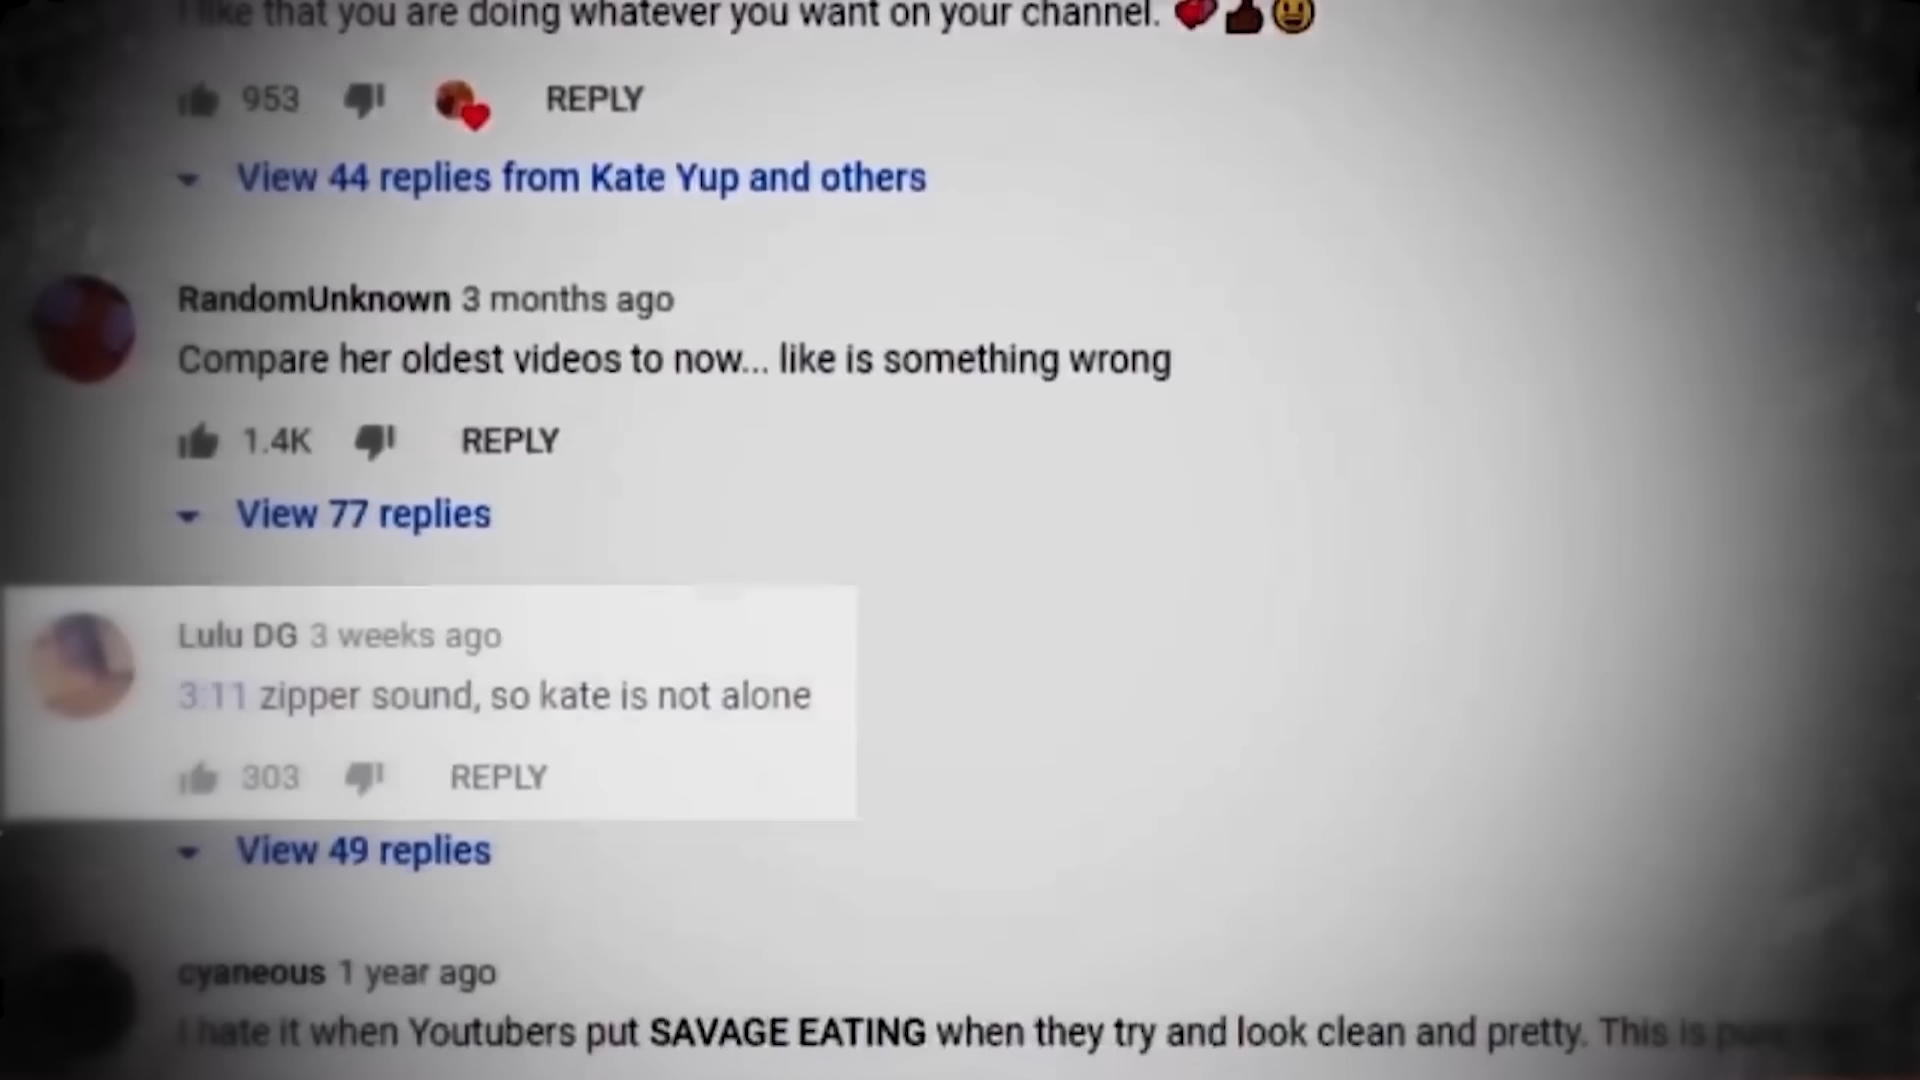 like that you are doing whatever you want on your channel.
953 REPLY
View 44 replies from Kate Yup and others
RandomUnknown 3 months ago
Compare her oldest videos to now... like is something wrong
1.4K REPLY
View 77 replies
Lulu DG 3 weeks ago
3:11 zipper sound, so kate is not alone
303 REPLY
View 49 replies
cyaneous 1 year ago
I hate it when Youtubers put SAVAGE EATING when they try and look clean and pretty. This is